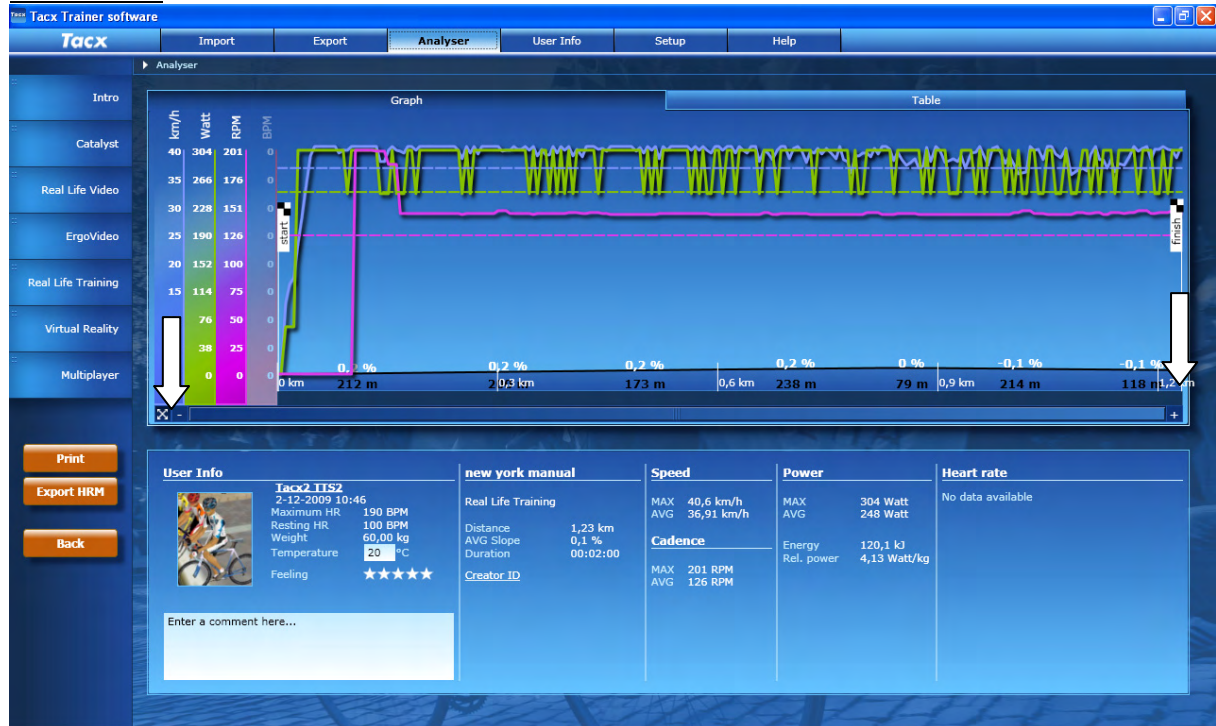 Tacx Trainer software
Tacx Import Export Analyser User Info Setup Help
Analyser
Intro
Catalyst
Real Life Video
ErgoVideo
Real Life Training
Virtual Reality
Multiplayer
Print
Export HRM
Back
Graph Table
km/h Watt RPM BPM
40 304 201 0
35 266 176 0
30 228 151 0
25 190 126 0
20 152 100 0
15 114 75 0
76 50 0
38 25 0
0 0 0
start
finish
0,2 % 0,2 % 0,2 % 0,2 % 0 % -0,1 % -0,1 %
0 km 212 m 0,3 km 173 m 0,6 km 238 m 79 m 0,9 km 214 m 118 m 1,2 km
- +
User Info
Tacx2 TTS2
2-12-2009 10:46
Maximum HR 190 BPM
Resting HR 100 BPM
Weight 60,00 kg
Temperature 20 °C
Feeling
Enter a comment here...
new york manual
Real Life Training
Distance 1,23 km
AVG Slope 0,1 %
Duration 00:02:00
Creator ID
Speed
MAX 40,6 km/h
AVG 36,91 km/h
Cadence
MAX 201 RPM
AVG 126 RPM
Power
MAX 304 Watt
AVG 248 Watt
Energy 120,1 kJ
Rel. power 4,13 Watt/kg
Heart rate
No data available